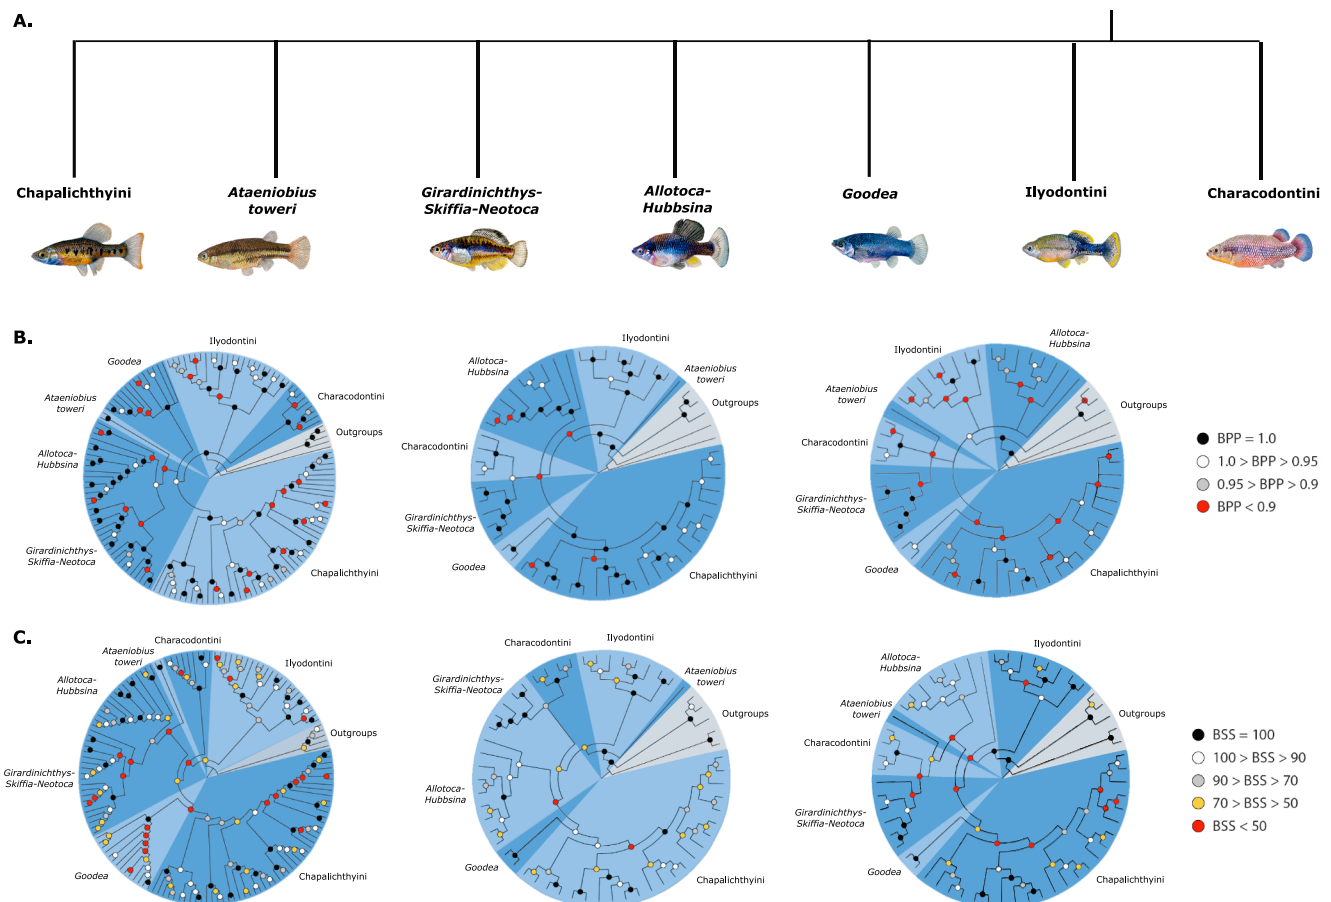 A.
Chapalichthyini
Ataeniobius
toweri
Girardinichthys-
Skiffia-Neotoca
Allotoca-
Hubbsina
Goodea
Ilyodontini
Characodontini
B.
Goodea
Ilyodontini
Ataeniobius
toweri
Characodontini
Outgroups
Allotoca-
Hubbsina
Girardinichthys-
Skiffia-Neotoca
Chapalichthyini
Allotoca-
Hubbsina
Ilyodontini
Ataeniobius
toweri
Outgroups
Characodontini
Girardinichthys-
Skiffia-Neotoca
Goodea
Chapalichthyini
Ilyodontini
Allotoca-
Hubbsina
Ataeniobius
toweri
Outgroups
Characodontini
Girardinichthys-
Skiffia-Neotoca
Goodea
Chapalichthyini
BPP = 1.0
1.0 > BPP > 0.95
0.95 > BPP > 0.9
BPP < 0.9
C.
Characodontini
Ataeniobius
toweri
Ilyodontini
Allotoca-
Hubbsina
Outgroups
Girardinichthys-
Skiffia-Neotoca
Goodea
Chapalichthyini
Characodontini
Ilyodontini
Girardinichthys-
Skiffia-Neotoca
Ataeniobius
toweri
Outgroups
Allotoca-
Hubbsina
Goodea
Chapalichthyini
Ilyodontini
Allotoca-
Hubbsina
Ataeniobius
toweri
Outgroups
Characodontini
Girardinichthys-
Skiffia-Neotoca
Goodea
Chapalichthyini
BSS = 100
100 > BSS > 90
90 > BSS > 70
70 > BSS > 50
BSS < 50